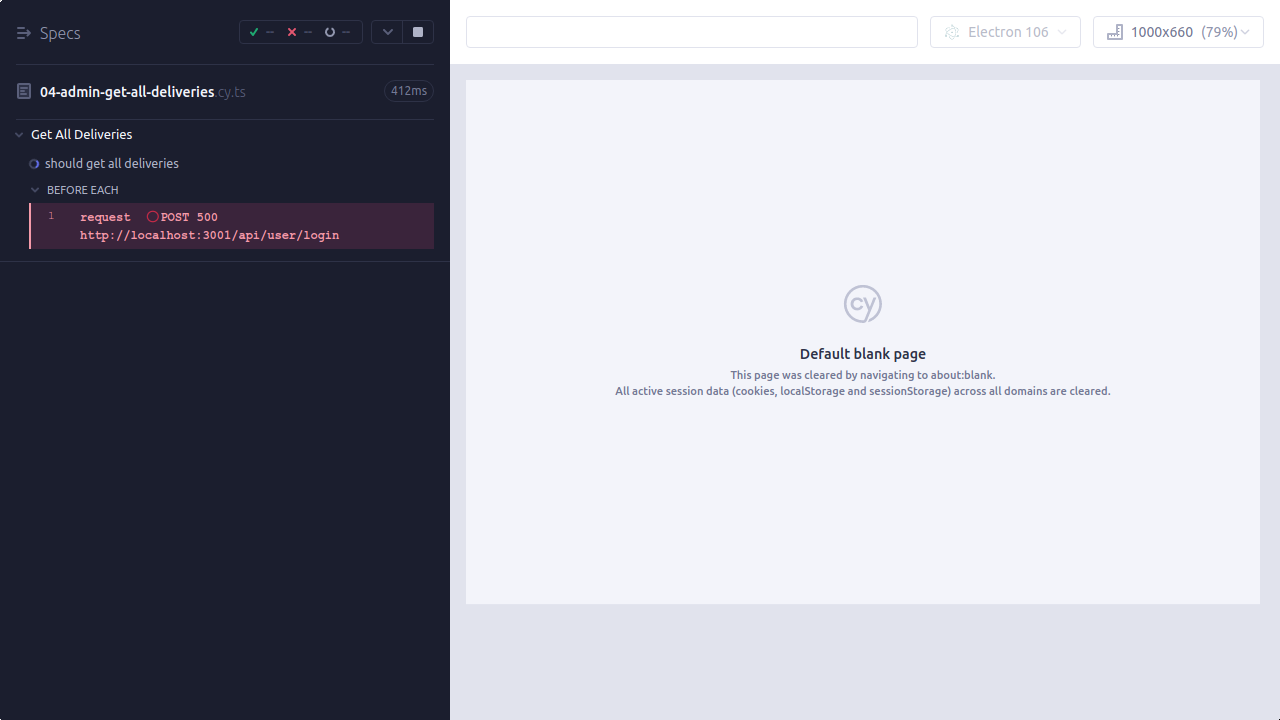 Specs
--
--
--
04-admin-get-all-deliveries.cy.ts
412ms
Get All Deliveries
should get all deliveries
BEFORE EACH
1 request POST 500
http://localhost:3001/api/user/login
Electron 106
1000x660 (79%)
cy
Default blank page
This page was cleared by navigating to about:blank.
All active session data (cookies, localStorage and sessionStorage) across all domains are cleared.